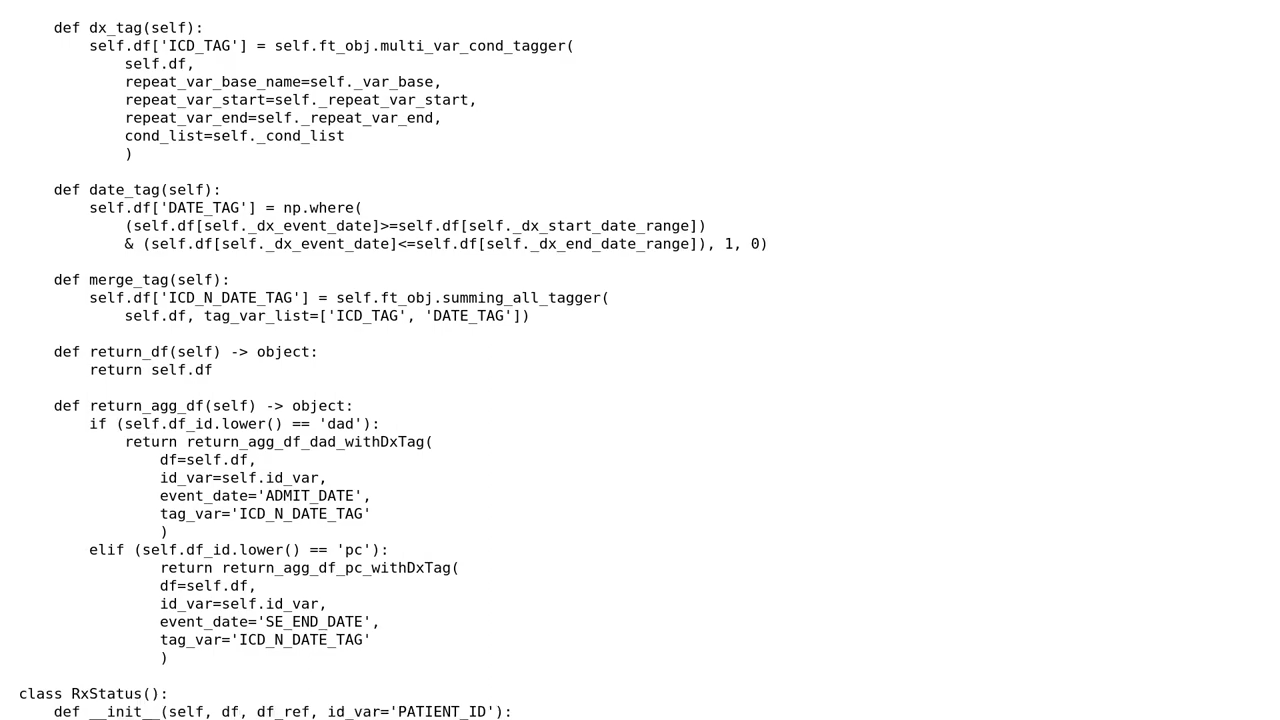 def dx_tag(self):
        self.df['ICD_TAG'] = self.ft_obj.multi_var_cond_tagger(
            self.df,
            repeat_var_base_name=self._var_base,
            repeat_var_start=self._repeat_var_start,
            repeat_var_end=self._repeat_var_end,
            cond_list=self._cond_list
            )

    def date_tag(self):
        self.df['DATE_TAG'] = np.where(
            (self.df[self._dx_event_date]>=self.df[self._dx_start_date_range])
            & (self.df[self._dx_event_date]<=self.df[self._dx_end_date_range]), 1, 0)

    def merge_tag(self):
        self.df['ICD_N_DATE_TAG'] = self.ft_obj.summing_all_tagger(
            self.df, tag_var_list=['ICD_TAG', 'DATE_TAG'])

    def return_df(self) -> object:
        return self.df

    def return_agg_df(self) -> object:
        if (self.df_id.lower() == 'dad'):
            return return_agg_df_dad_withDxTag(
                df=self.df,
                id_var=self.id_var,
                event_date='ADMIT_DATE',
                tag_var='ICD_N_DATE_TAG'
                )
        elif (self.df_id.lower() == 'pc'):
                return return_agg_df_pc_withDxTag(
                df=self.df,
                id_var=self.id_var,
                event_date='SE_END_DATE',
                tag_var='ICD_N_DATE_TAG'
                )

class RxStatus():
    def __init__(self, df, df_ref, id_var='PATIENT_ID'):